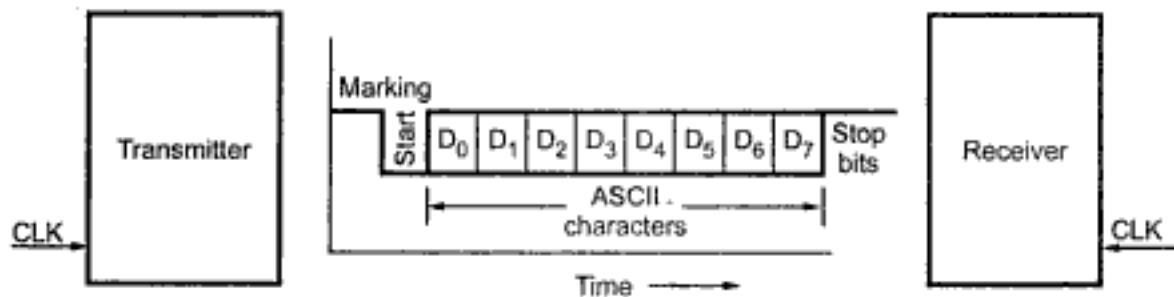 Marking
Transmitter
Start
D₀ D₁ D₂ D₃ D₄ D₅ D₆ D₇
Stop
bits
Receiver
ASCII
characters
CLK
CLK
Time